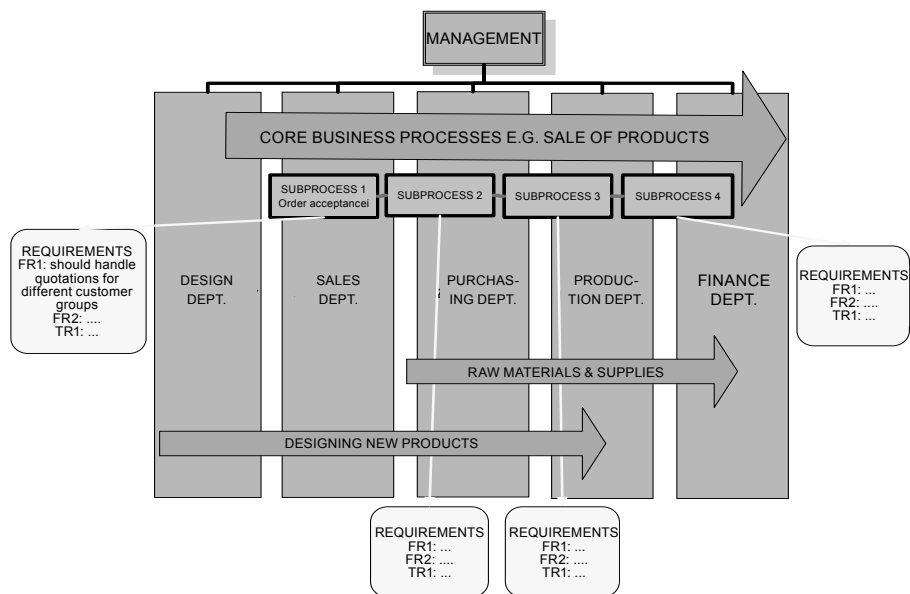 MANAGEMENT
CORE BUSINESS PROCESSES E.G. SALE OF PRODUCTS
SUBPROCESS 1
Order acceptancei
SUBPROCESS 2
SUBPROCESS 3
SUBPROCESS 4
REQUIREMENTS
FR1: should handle
quotations for
different customer
groups
FR2: ....
TR1: ...
DESIGN
DEPT.
SALES
DEPT.
PURCHAS-
ING DEPT.
PRODUC-
TION DEPT.
FINANCE
DEPT.
REQUIREMENTS
FR1: ...
FR2: ....
TR1: ...
RAW MATERIALS & SUPPLIES
DESIGNING NEW PRODUCTS
REQUIREMENTS
FR1: ...
FR2: ....
TR1: ...
REQUIREMENTS
FR1: ...
FR2: ....
TR1: ...